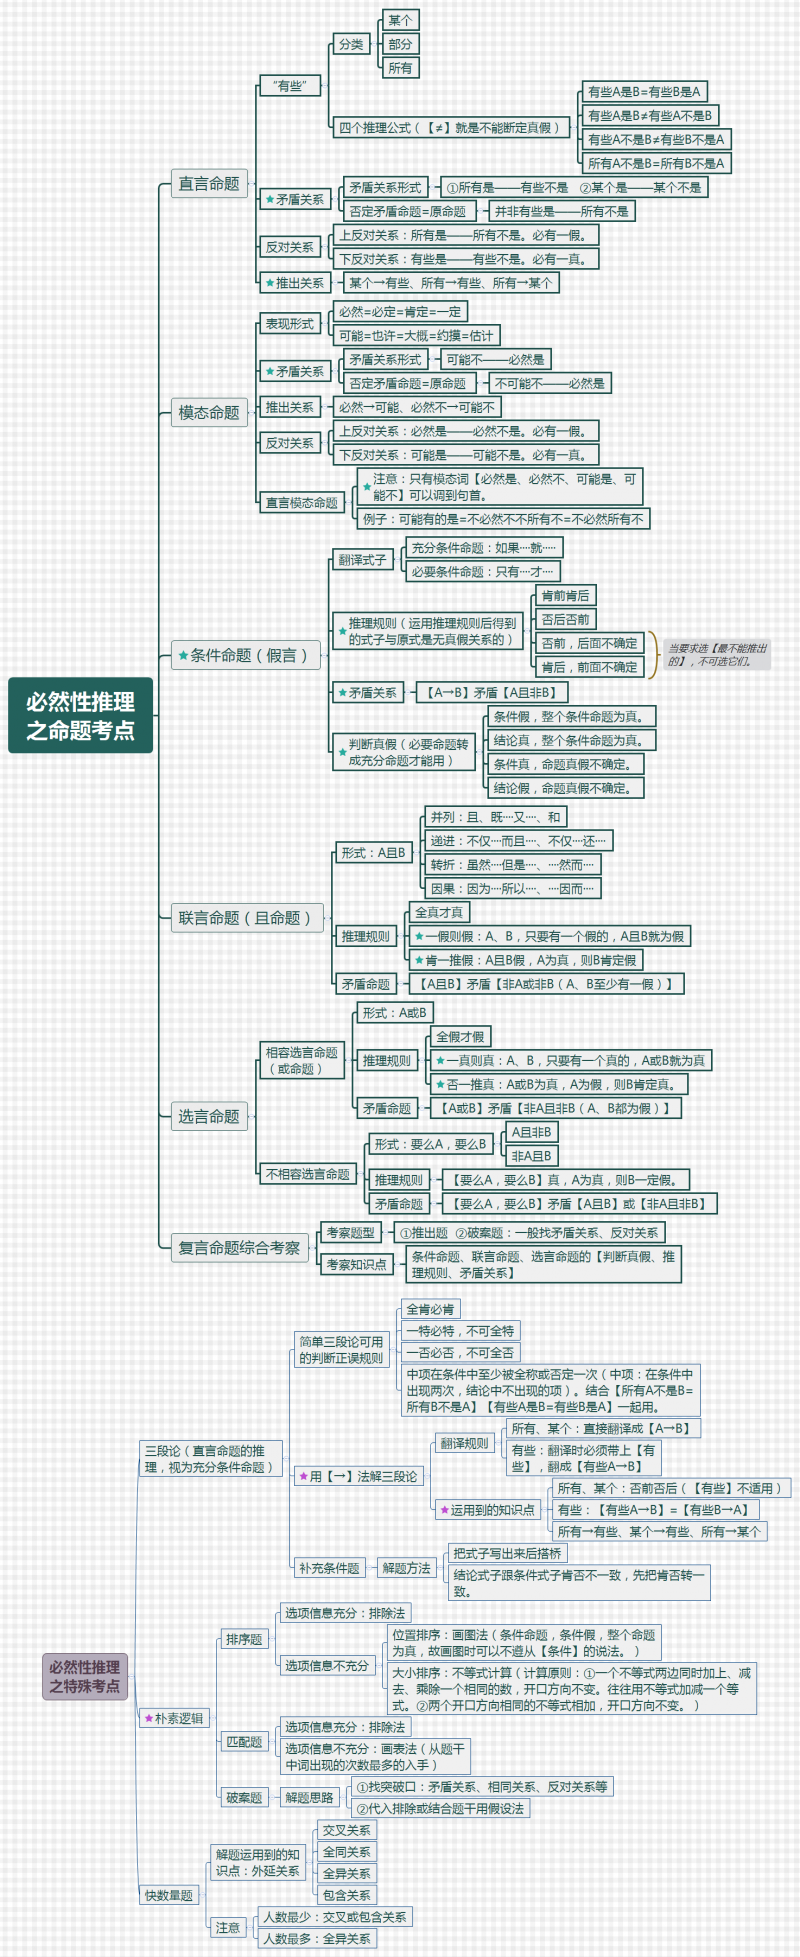 必然性推理
之命题考点
直言命题
“有些”
分类
某个
部分
所有
四个推理公式（【≠】就是不能断定真假）
有些A是B=有些B是A
有些A是B≠有些A不是B
有些A不是B≠有些B不是A
所有A不是B=所有B不是A
矛盾关系
矛盾关系形式
①所有是——有些不是 ②某个是——某个不是
否定矛盾命题=原命题
并非有些是——所有不是
反对关系
上反对关系：所有是——所有不是。必有一假。
下反对关系：有些是——有些不是。必有一真。
推出关系
某个→有些、所有→有些、所有→某个
模态命题
表现形式
必然=必定=肯定=一定
可能=也许=大概=约摸=估计
矛盾关系
矛盾关系形式
可能不——必然是
否定矛盾命题=原命题
不可能不——必然是
推出关系
必然→可能、必然不→可能不
反对关系
上反对关系：必然是——必然不是。必有一假。
下反对关系：可能是——可能不是。必有一真。
直言模态命题
注意：只有模态词【必然是、必然不、可能是、可
能不】可以调到句首。
例子：可能有的是=不必然不不所有不=不必然所有不
条件命题（假言）
翻译式子
充分条件命题：如果····就·····
必要条件命题：只有····才····
推理规则（运用推理规则后得到
的式子与原式是无真假关系的）
肯前肯后
否后否前
否前，后面不确定
肯后，前面不确定
当要求选【最不能推出
的】，不可选它们。
矛盾关系
【A→B】矛盾【A且非B】
判断真假（必要命题转
成充分命题才能用）
条件假，整个条件命题为真。
结论真，整个条件命题为真。
条件真，命题真假不确定。
结论假，命题真假不确定。
联言命题（且命题）
形式：A且B
并列：且、既····又····、和
递进：不仅····而且····、不仅····还····
转折：虽然····但是····、····然而····
因果：因为····所以····、····因而····
推理规则
全真才真
一假则假：A、B，只要有一个假的，A且B就为假
肯一推假：A且B假，A为真，则B肯定假
矛盾命题
【A且B】矛盾【非A或非B（A、B至少有一假）】
选言命题
相容选言命题
（或命题）
形式：A或B
推理规则
全假才假
一真则真：A、B，只要有一个真的，A或B就为真
否一推真：A或B为真，A为假，则B肯定真。
矛盾命题
【A或B】矛盾【非A且非B（A、B都为假）】
不相容选言命题
形式：要么A，要么B
A且非B
非A且B
推理规则
【要么A，要么B】真，A为真，则B一定假。
矛盾命题
【要么A，要么B】矛盾【A且B】或【非A且非B】
复言命题综合考察
考察题型
①推出题 ②破案题：一般找矛盾关系、反对关系
考察知识点
条件命题、联言命题、选言命题的【判断真假、推
理规则、矛盾关系】
必然性推理
之特殊考点
三段论（直言命题的推
理，视为充分条件命题）
简单三段论可用
的判断正误规则
全肯必肯
一特必特，不可全特
一否必否，不可全否
中项在条件中至少被全称或否定一次（中项：在条件中
出现两次，结论中不出现的项）。结合【所有A不是B=
所有B不是A】【有些A是B=有些B是A】一起用。
用【→】法解三段论
翻译规则
所有、某个：直接翻译成【A→B】
有些：翻译时必须带上【有
些】，翻成【有些A→B】
运用到的知识点
所有、某个：否前否后（【有些】不适用）
有些：【有些A→B】=【有些B→A】
所有→有些、某个→有些、所有→某个
补充条件题
解题方法
把式子写出来后搭桥
结论式子跟条件式子肯否不一致，先把肯否转一
致。
朴素逻辑
排序题
选项信息充分：排除法
选项信息不充分
位置排序：画图法（条件命题，条件假，整个命题
为真，故画图时可以不遵从【条件】的说法。）
大小排序：不等式计算（计算原则：①一个不等式两边同时加上、减
去、乘除一个相同的数，开口方向不变。往往用不等式加减一个等
式。②两个开口方向相同的不等式相加，开口方向不变。）
匹配题
选项信息充分：排除法
选项信息不充分：画表法（从题干
中词出现的次数最多的入手）
破案题
解题思路
①找突破口：矛盾关系、相同关系、反对关系等
②代入排除或结合题干用假设法
快数量题
解题运用到的知
识点：外延关系
交叉关系
全同关系
全异关系
包含关系
注意
人数最少：交叉或包含关系
人数最多：全异关系